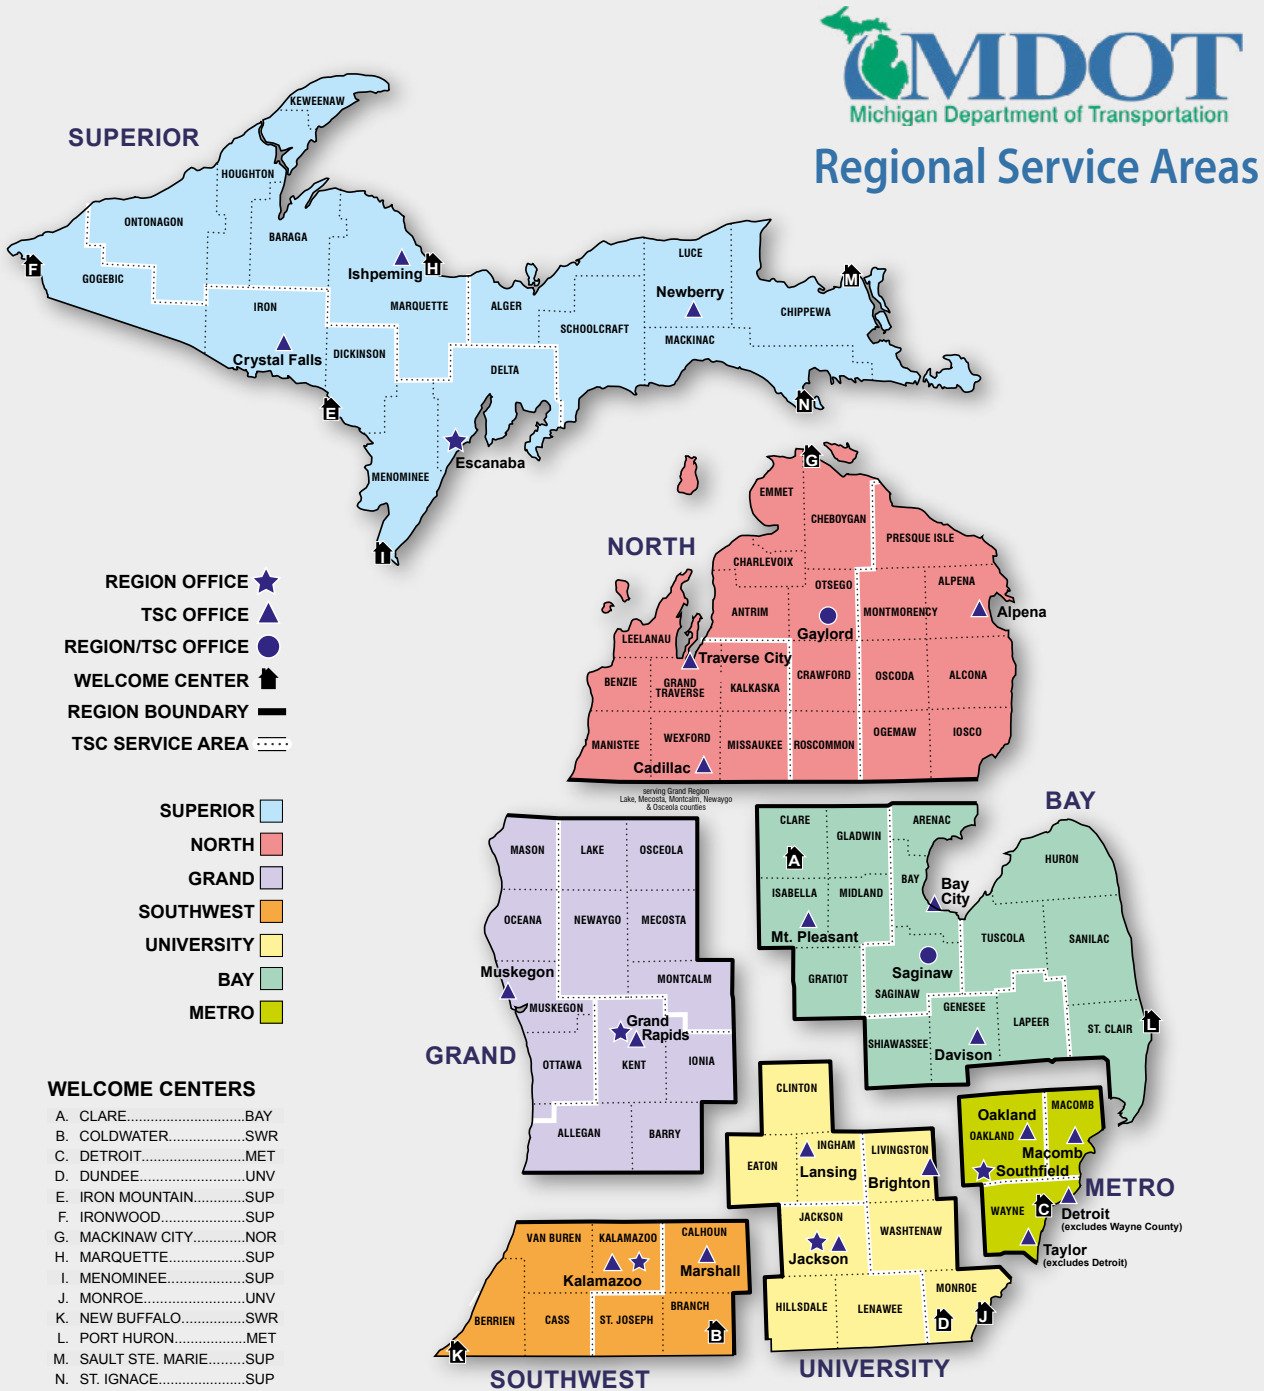 MDOT
Michigan Department of Transportation
Regional Service Areas
SUPERIOR
KEWEENAW
HOUGHTON
ONTONAGON
BARAGA
GOGEBIC
F
Ishpeming
H
IRON
MARQUETTE
ALGER
LUCE
Newberry
M
CHIPPEWA
SCHOOLCRAFT
MACKINAC
Crystal Falls
DICKINSON
DELTA
E
N
Escanaba
MENOMINEE
I
NORTH
G
EMMET
CHEBOYGAN
PRESQUE ISLE
CHARLEVOIX
OTSEGO
ALPENA
ANTRIM
MONTMORENCY
Alpena
Gaylord
LEELANAU
Traverse City
BENZIE
GRAND
TRAVERSE
KALKASKA
CRAWFORD
OSCODA
ALCONA
MANISTEE
WEXFORD
MISSAUKEE
ROSCOMMON
OGEMAW
IOSCO
Cadillac
serving Grand Region
Lake, Mecosta, Montcalm, Newaygo
& Osceola counties
REGION OFFICE
TSC OFFICE
REGION/TSC OFFICE
WELCOME CENTER
REGION BOUNDARY
TSC SERVICE AREA
SUPERIOR
NORTH
GRAND
SOUTHWEST
UNIVERSITY
BAY
METRO
BAY
CLARE
GLADWIN
ARENAC
A
HURON
ISABELLA
MIDLAND
BAY
Bay
City
Mt. Pleasant
TUSCOLA
SANILAC
GRATIOT
Saginaw
SAGINAW
GENESEE
LAPEER
ST. CLAIR
L
SHIAWASSEE
Davison
MASON
LAKE
OSCEOLA
OCEANA
NEWAYGO
MECOSTA
Muskegon
MONTCALM
MUSKEGON
Grand
Rapids
GRAND
OTTAWA
KENT
IONIA
ALLEGAN
BARRY
CLINTON
EATON
INGHAM
Lansing
LIVINGSTON
Brighton
JACKSON
Jackson
WASHTENAW
HILLSDALE
LENAWEE
MONROE
D
J
UNIVERSITY
Oakland
OAKLAND
MACOMB
Macomb
Southfield
METRO
WAYNE
C
Detroit
(excludes Wayne County)
Taylor
(excludes Detroit)
VAN BUREN
KALAMAZOO
Kalamazoo
CALHOUN
Marshall
BERRIEN
CASS
ST. JOSEPH
BRANCH
B
K
SOUTHWEST
WELCOME CENTERS
A. CLARE.......................BAY
B. COLDWATER................SWR
C. DETROIT.....................MET
D. DUNDEE.....................UNV
E. IRON MOUNTAIN..........SUP
F. IRONWOOD.................SUP
G. MACKINAW CITY..........NOR
H. MARQUETTE................SUP
I. MENOMINEE................SUP
J. MONROE.....................UNV
K. NEW BUFFALO.............SWR
L. PORT HURON..............MET
M. SAULT STE. MARIE........SUP
N. ST. IGNACE.................SUP